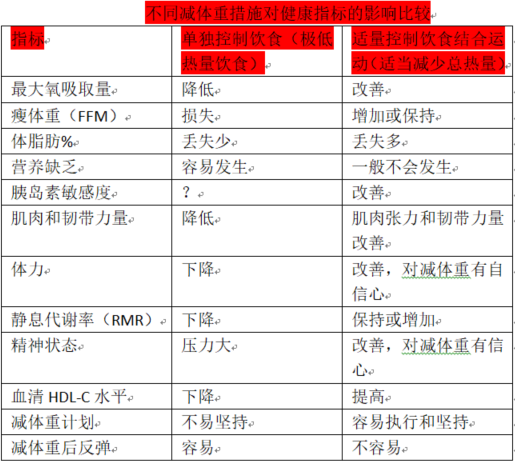 不同减体重措施对健康指标的影响比较
指标 单独控制饮食（极低 适量控制饮食结合运
热量饮食） 动（适当减少总热量）
最大氧吸取量 降低 改善
瘦体重（FFM） 损失 增加或保持
体脂肪% 丢失少 丢失多
营养缺乏 容易发生 一般不会发生
胰岛素敏感度 ？ 改善
肌肉和韧带力量 降低 肌肉张力和韧带力量
改善
体力 下降 改善，对减体重有自
信心
静息代谢率（RMR） 下降 保持或增加
精神状态 压力大 改善，对减体重有信
心
血清 HDL-C 水平 下降 提高
减体重计划 不易坚持 容易执行和坚持
减体重后反弹 容易 不容易